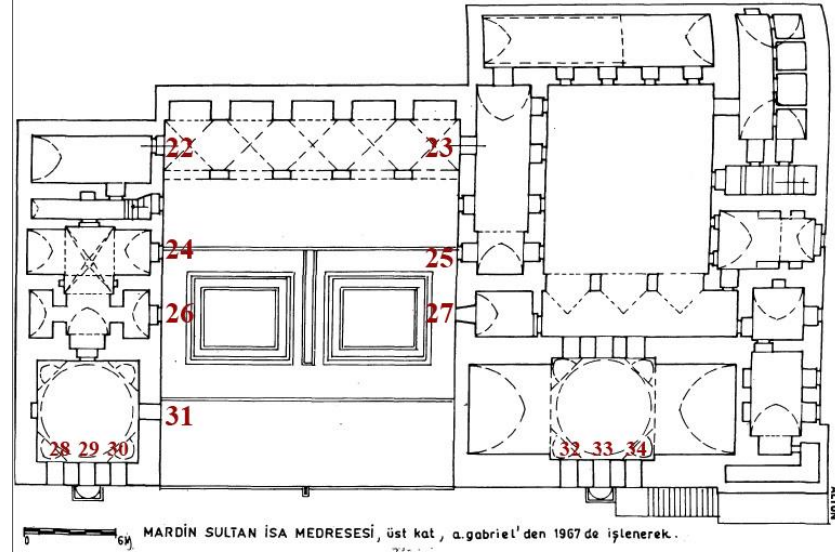 22 23
24 25
26 27
31
28 29 30 32 33 34
0 6M MARDİN SULTAN İSA MEDRESESİ, üst kat, a.gabriel'den 1967 de işlenerek.
ALTUN